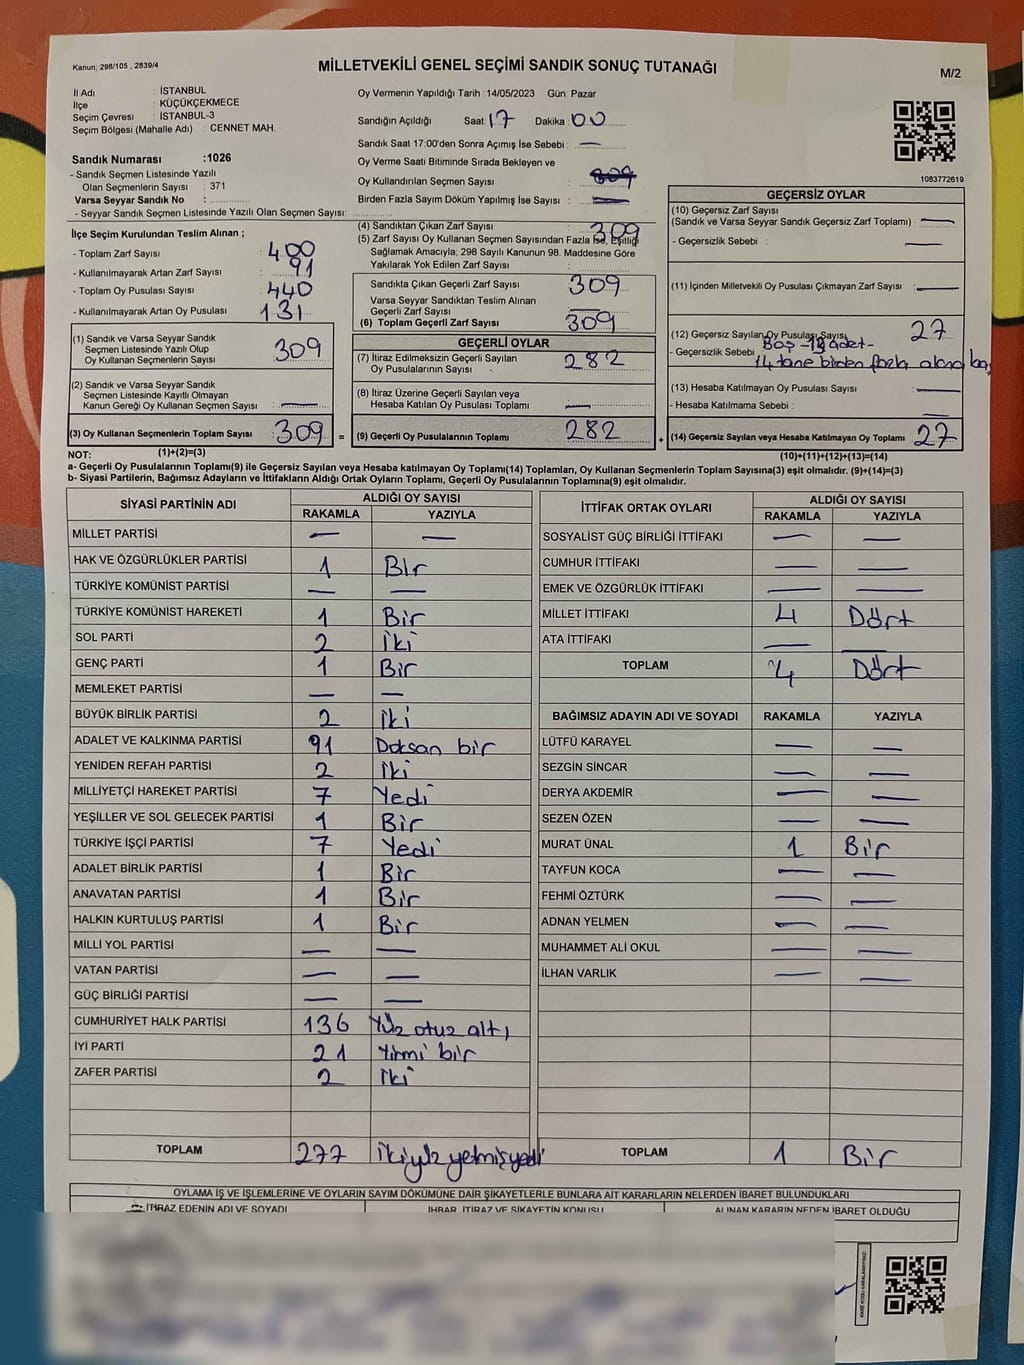 Kanun; 298/105 , 2839/4
MİLLETVEKİLİ GENEL SEÇİMİ SANDIK SONUÇ TUTANAĞI
M/2
İl Adı : İSTANBUL
İlçe : KÜÇÜKÇEKMECE
Seçim Çevresi : İSTANBUL-3
Seçim Bölgesi (Mahalle Adı) : CENNET MAH.
Oy Vermenin Yapıldığı Tarih :14/05/2023 Gün: Pazar
Sandığın Açıldığı Saat: 17 Dakika : 00
Sandık Saat 17:00'den Sonra Açımış İse Sebebi : —
Sandık Numarası :1026
- Sandık Seçmen Listesinde Yazılı
Olan Seçmenlerin Sayısı : 371
Varsa Seyyar Sandık No :
- Seyyar Sandık Seçmen Listesinde Yazılı Olan Seçmen Sayısı:
Oy Verme Saati Bitiminde Sırada Bekleyen ve
Oy Kullandırılan Seçmen Sayısı : 309
Birden Fazla Sayım Döküm Yapılmış İse Sayısı : —
1083772619
İlçe Seçim Kurulundan Teslim Alınan ;
- Toplam Zarf Sayısı : 400
- Kullanılmayarak Artan Zarf Sayısı : 91
- Toplam Oy Pusulası Sayısı : 440
- Kullanılmayarak Artan Oy Pusulası : 131
(4) Sandıktan Çıkan Zarf Sayısı : 309
(5) Zarf Sayısı Oy Kullanan Seçmen Sayısından Fazla İse, Eşitliği
Sağlamak Amacıyla; 298 Sayılı Kanunun 98. Maddesine Göre
Yakılarak Yok Edilen Zarf Sayısı :
Sandıkta Çıkan Geçerli Zarf Sayısı : 309
Varsa Seyyar Sandıktan Teslim Alınan
Geçerli Zarf Sayısı : —
(6) Toplam Geçerli Zarf Sayısı : 309
GEÇERSİZ OYLAR
(10) Geçersiz Zarf Sayısı
(Sandık ve Varsa Seyyar Sandık Geçersiz Zarf Toplamı) : —
- Geçersizlik Sebebi : —
(11) İçinden Milletvekili Oy Pusulası Çıkmayan Zarf Sayısı : —
(12) Geçersiz Sayılan Oy Pusulası Sayısı 27
- Geçersizlik Sebebi Boş -13 adet-
14 tane birden fazla alana
(13) Hesaba Katılmayan Oy Pusulası Sayısı : —
- Hesaba Katılmama Sebebi : —
(14) Geçersiz Sayılan veya Hesaba Katılmayan Oy Toplamı 27
(10)+(11)+(12)+(13)=(14)
(1) Sandık ve Varsa Seyyar Sandık
Seçmen Listesinde Yazılı Olup
Oy Kullanan Seçmenlerin Sayısı : 309
(2) Sandık ve Varsa Seyyar Sandık
Seçmen Listesinde Kayıtlı Olmayan
Kanun Gereği Oy Kullanan Seçmen Sayısı : —
(3) Oy Kullanan Seçmenlerin Toplam Sayısı : 309 =
(1)+(2)=(3)
GEÇERLİ OYLAR
(7) İtiraz Edilmeksizin Geçerli Sayılan
Oy Pusulalarının Sayısı : 282
(8) İtiraz Üzerine Geçerli Sayılan veya
Hesaba Katılan Oy Pusulası Toplamı : —
(9) Geçerli Oy Pusulalarının Toplamı : 282 +
NOT:
a- Geçerli Oy Pusulalarının Toplamı(9) ile Geçersiz Sayılan veya Hesaba katılmayan Oy Toplamı(14) Toplamları, Oy Kullanan Seçmenlerin Toplam Sayısına(3) eşit olmalıdır. (9)+(14)=(3)
b- Siyasi Partilerin, Bağımsız Adayların ve İttifakların Aldığı Ortak Oyların Toplamı, Geçerli Oy Pusulalarının Toplamına(9) eşit olmalıdır.
SİYASİ PARTİNİN ADI ALDIĞI OY SAYISI
RAKAMLA YAZIYLA
MİLLET PARTİSİ — —
HAK VE ÖZGÜRLÜKLER PARTİSİ 1 Bir
TÜRKİYE KOMÜNİST PARTİSİ — —
TÜRKİYE KOMÜNİST HAREKETİ 1 Bir
SOL PARTİ 2 iki
GENÇ PARTİ 1 Bir
MEMLEKET PARTİSİ — —
BÜYÜK BİRLİK PARTİSİ 2 iki
ADALET VE KALKINMA PARTİSİ 91 Doksan bir
YENİDEN REFAH PARTİSİ 2 iki
MİLLİYETÇİ HAREKET PARTİSİ 7 Yedi
YEŞİLLER VE SOL GELECEK PARTİSİ 1 Bir
TÜRKİYE İŞÇİ PARTİSİ 7 Yedi
ADALET BİRLİK PARTİSİ 1 Bir
ANAVATAN PARTİSİ 1 Bir
HALKIN KURTULUŞ PARTİSİ 1 Bir
MİLLİ YOL PARTİSİ — —
VATAN PARTİSİ — —
GÜÇ BİRLİĞİ PARTİSİ — —
CUMHURİYET HALK PARTİSİ 136 Yüz otuz altı
İYİ PARTİ 21 Yirmi bir
ZAFER PARTİSİ 2 iki
TOPLAM 277 ikiyüz yetmişyedi
İTTİFAK ORTAK OYLARI ALDIĞI OY SAYISI
RAKAMLA YAZIYLA
SOSYALİST GÜÇ BİRLİĞİ İTTİFAKI — —
CUMHUR İTTİFAKI — —
EMEK VE ÖZGÜRLÜK İTTİFAKI — —
MİLLET İTTİFAKI 4 Dört
ATA İTTİFAKI — —
TOPLAM 4 Dört
BAĞIMSIZ ADAYIN ADI VE SOYADI RAKAMLA YAZIYLA
LÜTFÜ KARAYEL — —
SEZGİN SİNCAR — —
DERYA AKDEMİR — —
SEZEN ÖZEN — —
MURAT ÜNAL 1 Bir
TAYFUN KOCA — —
FEHMİ ÖZTÜRK — —
ADNAN YELMEN — —
MUHAMMET ALİ OKUL — —
İLHAN VARLIK — —
TOPLAM 1 Bir
OYLAMA İŞ VE İŞLEMLERİNE VE OYLARIN SAYIM DÖKÜMÜNE DAİR ŞİKAYETLERLE BUNLARA AİT KARARLARIN NELERDEN İBARET BULUNDUKLARI
İTİRAZ EDENİN ADI VE SOYADI İHBAR, İTİRAZ VE ŞİKAYETİN KONUSU ALINAN KARARIN NEDEN İBARET OLDUĞU